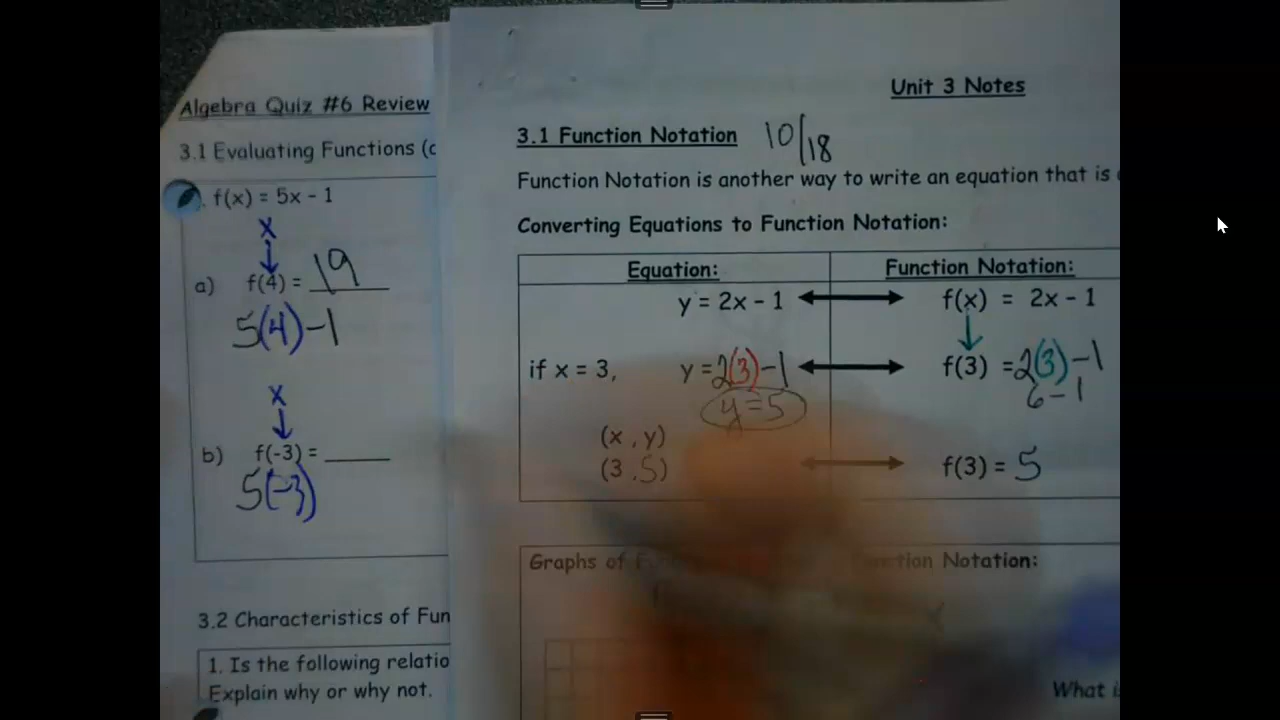 Algebra Quiz #6 Review
3.1 Evaluating Functions (
f(x) = 5x - 1
x
a) f(4) = 19
5(4)-1
x
b) f(-3) = ______
5(-3)
3.2 Characteristics of Fun
1. Is the following relatio
Explain why or why not.
Unit 3 Notes
3.1 Function Notation 10/18
Function Notation is another way to write an equation that is
Converting Equations to Function Notation:
Equation: Function Notation:
y = 2x - 1 f(x) = 2x - 1
if x = 3, y = 2(3)-1 f(3) = 2(3)-1
y=5 6-1
(x , y)
(3 , 5) f(3) = 5
Graphs of Function Notation:
What i